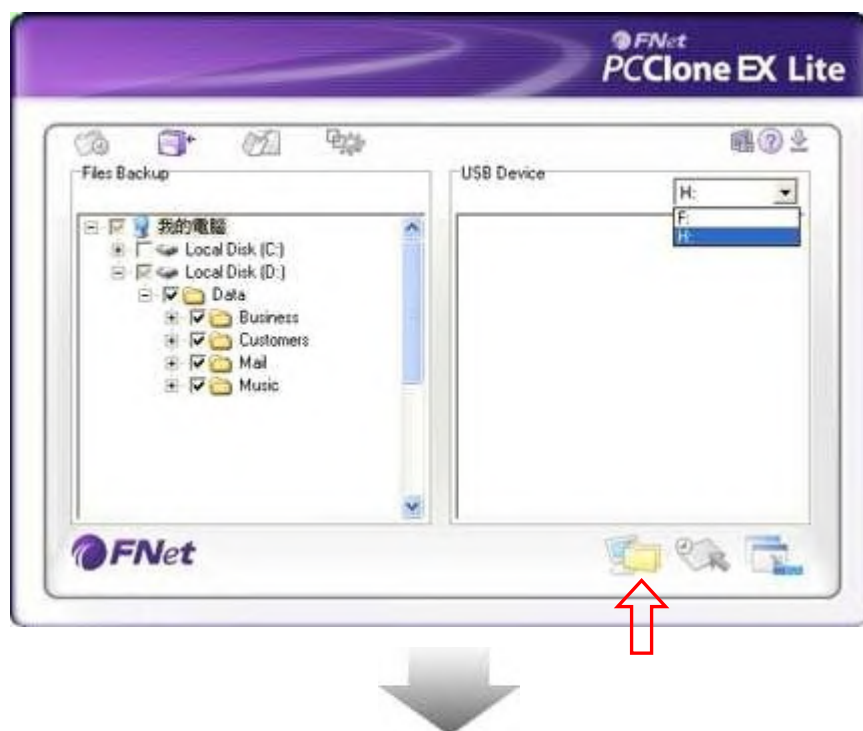 FNet
PCClone EX Lite
Files Backup
USB Device
H:
F:
H:
我的電腦
Local Disk (C:)
Local Disk (D:)
Data
Business
Customers
Mail
Music
FNet